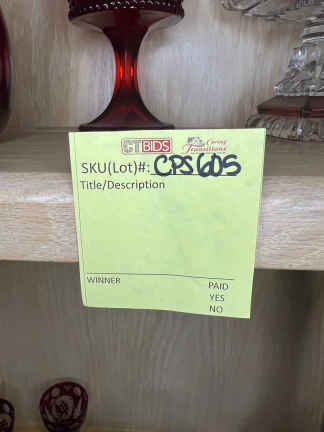 CTBIDS Caring Transitions
SKU(Lot)#: CPS605
Title/Description
WINNER PAID
YES
NO